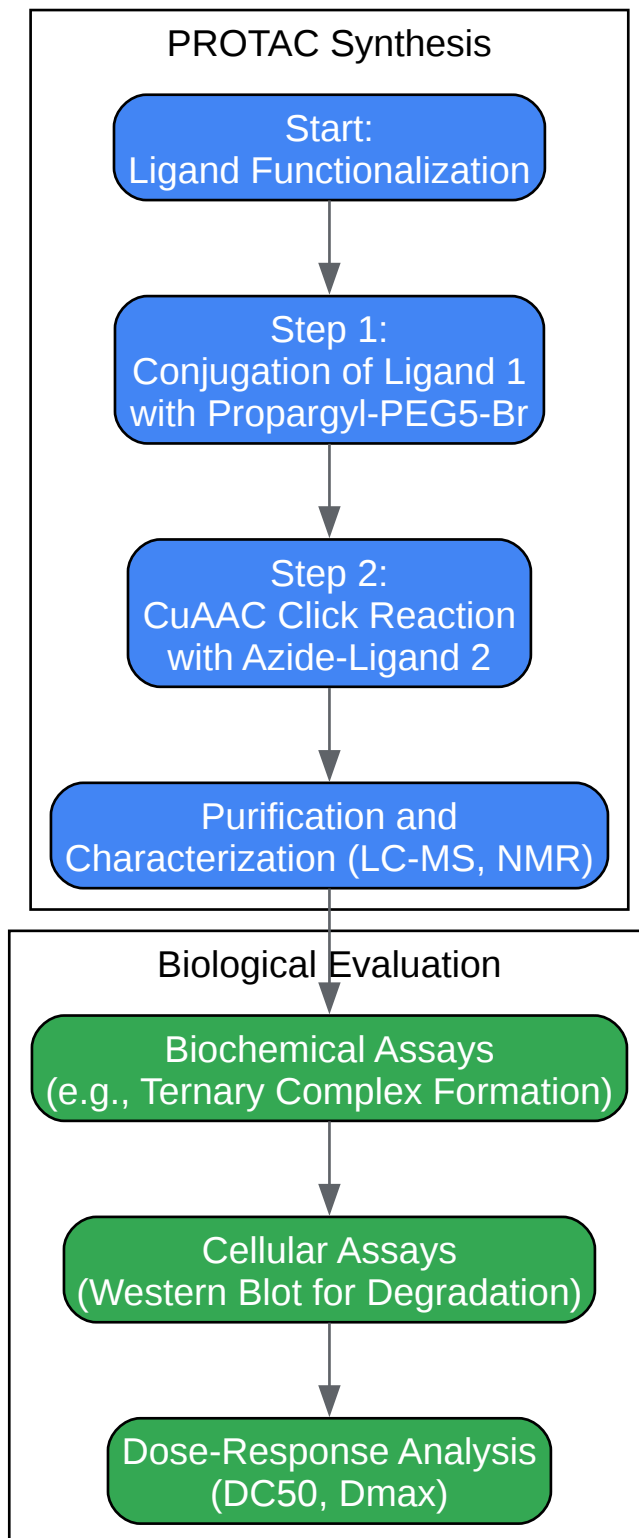 PROTAC Synthesis
Start:
Ligand Functionalization
Step 1:
Conjugation of Ligand 1
with Propargyl-PEG5-Br
Step 2:
CuAAC Click Reaction
with Azide-Ligand 2
Purification and
Characterization (LC-MS, NMR)
Biological Evaluation
Biochemical Assays
(e.g., Ternary Complex Formation)
Cellular Assays
(Western Blot for Degradation)
Dose-Response Analysis
(DC50, Dmax)